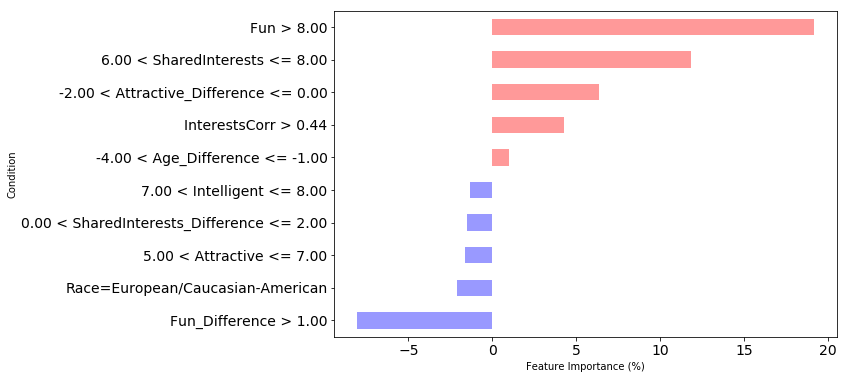 Fun > 8.00
6.00 < SharedInterests <= 8.00
-2.00 < Attractive_Difference <= 0.00
InterestsCorr > 0.44
-4.00 < Age_Difference <= -1.00
7.00 < Intelligent <= 8.00
0.00 < SharedInterests_Difference <= 2.00
5.00 < Attractive <= 7.00
Race=European/Caucasian-American
Fun_Difference > 1.00
Condition
−5 0 5 10 15 20
Feature Importance (%)